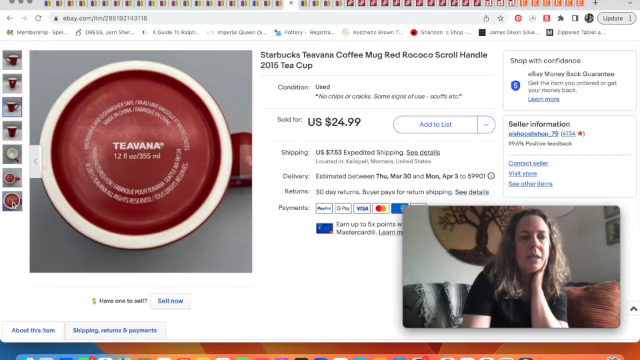 ebay.com/itm/285192143116
Update
Membership- Spel...
DRESS, Jerri Sher...
Imperial Queen (S...
Pottery - Registra...
Aesthetic Brown T...
Shannon 's Shop -...
James Dixon Silve...
Zippered Tablet a...
Starbucks Teavana Coffee Mug Red Rococo Scroll Handle
2015 Tea Cup
Condition: Used
"No chips or cracks. Some signs of use - scuffs etc."
Sold for: US $24.99
Add to List
Shipping: US $7.53 Expedited Shipping. See details
Located in: Kalispell, Montana, United States
Delivery: Estimated between Thu, Mar 30 and Mon, Apr 3 to 59901
Returns: 30 day returns. Buyer pays for return shipping. See details
Payments: PayPal G Pay VISA
Earn up to 5x points w
Mastercard®. Learn m
Shop with confidence
eBay Money Back Guarantee
Get the item you ordered or get
your money back.
Learn more
Seller information
pishposhshop_75 (4134)
99.6% Positive feedback
Contact seller
Visit store
See other items
TEAVANA®
12 fl oz/355 ml
Have one to sell? Sell now
About this item
Shipping, returns & payments